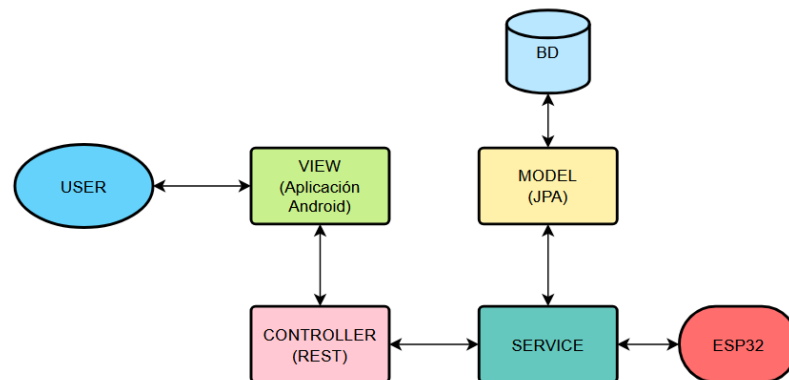 BD
USER
VIEW
(Aplicación
Android)
MODEL
(JPA)
CONTROLLER
(REST)
SERVICE
ESP32